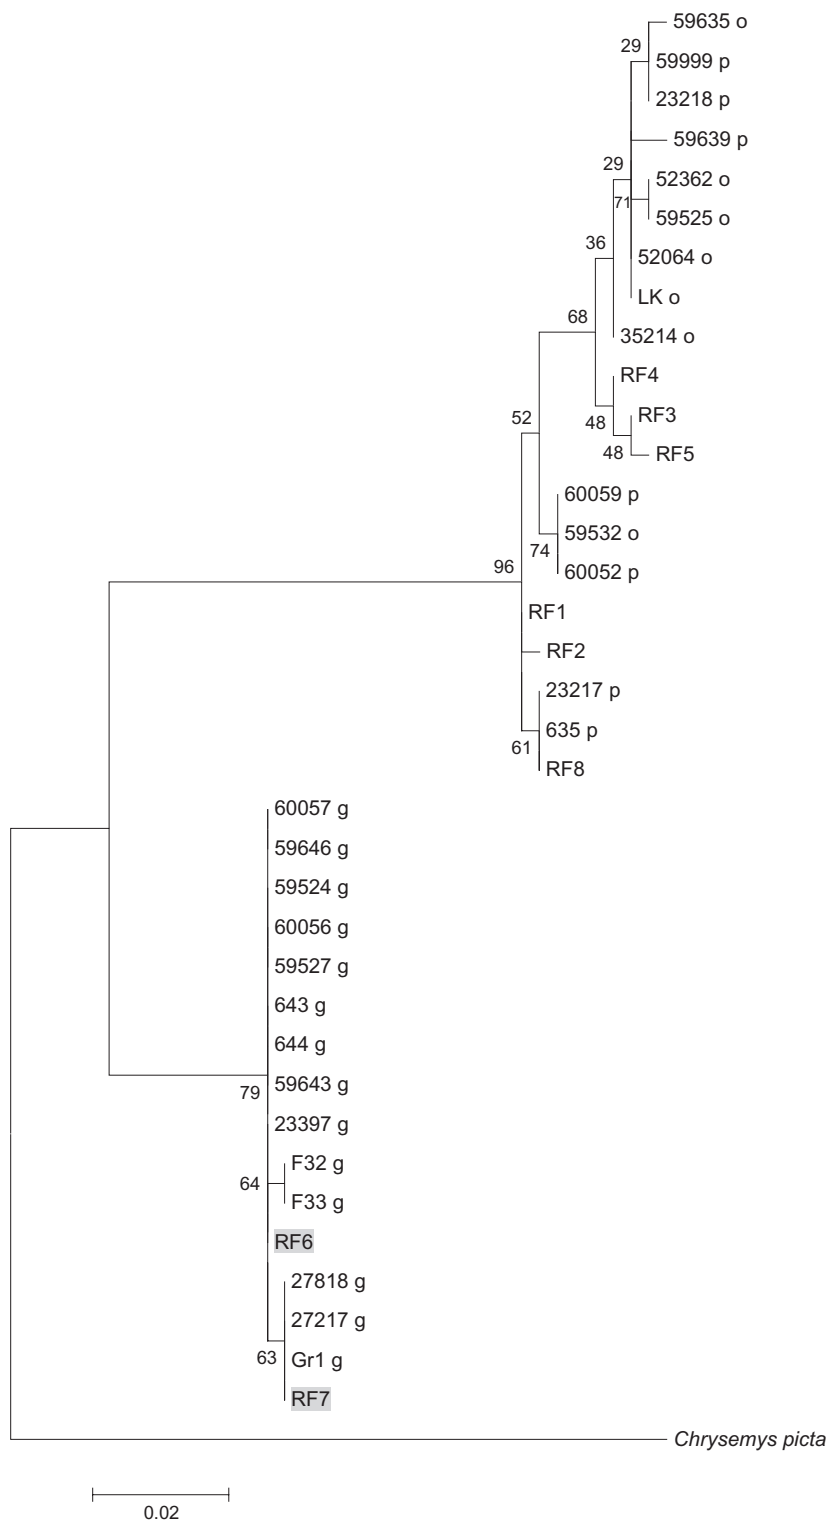 59635 o
29
59999 p
23218 p
59639 p
29
52362 o
71
59525 o
36
52064 o
LK o
68
35214 o
RF4
52
RF3
48
48
RF5
60059 p
59532 o
74
60052 p
96
RF1
RF2
23217 p
635 p
61
RF8
60057 g
59646 g
59524 g
60056 g
59527 g
643 g
644 g
59643 g
79
23397 g
F32 g
64
F33 g
RF6
27818 g
27217 g
63
Gr1 g
RF7
Chrysemys picta
0.02